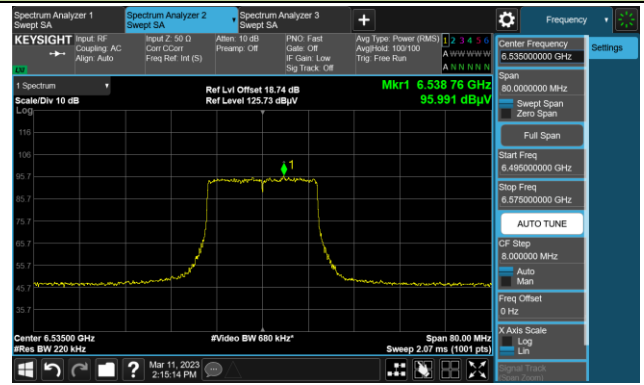 Spectrum Analyzer 1
Swept SA
Spectrum Analyzer 2
Swept SA
Spectrum Analyzer 3
Swept SA
+
Frequency
KEYSIGHT
Input: RF
Coupling: AC
Align: Auto
Input Z: 50 Ω
Corr CCorr
Freq Ref: Int (S)
Atten: 10 dB
Preamp: Off
PNO: Fast
Gate: Off
IF Gain: Low
Sig Track: Off
Avg Type: Power (RMS)
Avg|Hold: 100/100
Trig: Free Run
1 2 3 4 5 6
A W W W W W
A N N N N N
LW
1 Spectrum
Scale/Div 10 dB
Log
Ref Lvl Offset 18.74 dB
Ref Level 125.73 dBµV
Mkr1 6.538 76 GHz
95.991 dBµV
1
116
106
95.7
85.7
75.7
65.7
55.7
45.7
35.7
Center 6.53500 GHz
#Res BW 220 kHz
#Video BW 680 kHz*
Span 80.00 MHz
Sweep 2.07 ms (1001 pts)
?
Mar 11, 2023
2:15:14 PM
Center Frequency
6.535000000 GHz
Settings
Span
80.0000000 MHz
Swept Span
Zero Span
Full Span
Start Freq
6.495000000 GHz
Stop Freq
6.575000000 GHz
AUTO TUNE
CF Step
8.000000 MHz
Auto
Man
Freq Offset
0 Hz
X Axis Scale
Log
Lin
Signal Track
(Span Zoom)